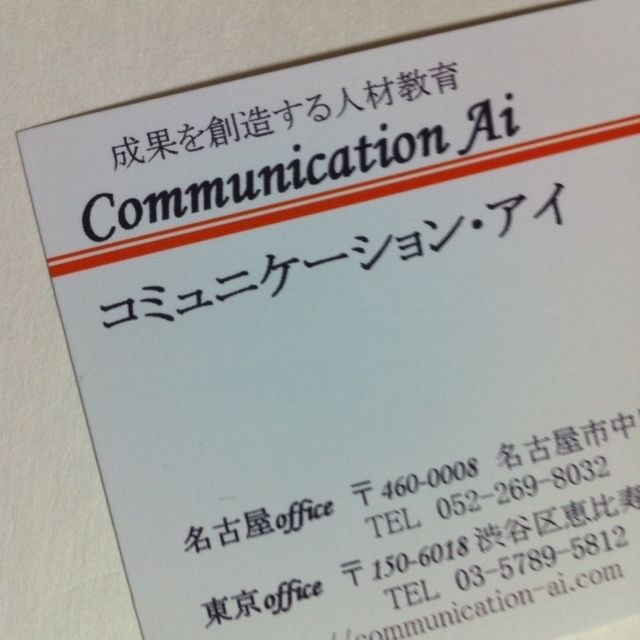 成果を創造する人材教育
Communication Ai
コミュニケーション・アイ
名古屋office 〒460-0008 名古屋市中
TEL 052-269-8032
東京office 〒150-6018 渋谷区恵比寿
TEL 03-5789-5812
//communication-ai.com